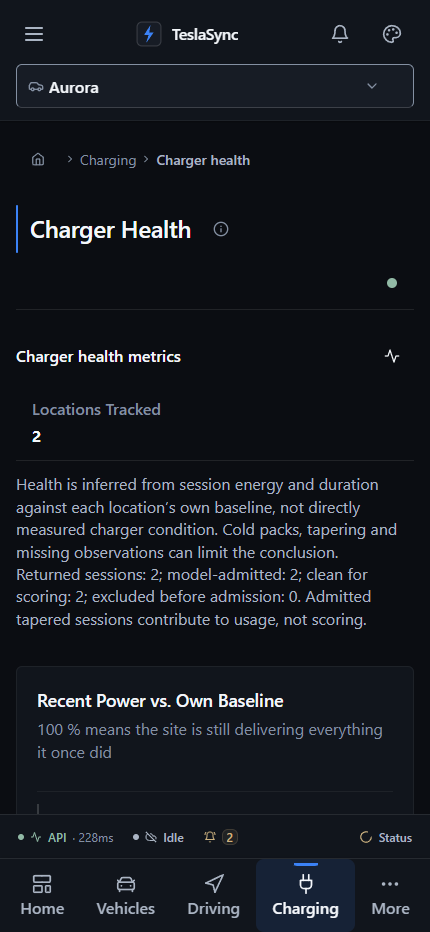 TeslaSync
Aurora
Charging
Charger health
Charger Health
Charger health metrics
Locations Tracked
2
Health is inferred from session energy and duration
against each location's own baseline, not directly
measured charger condition. Cold packs, tapering and
missing observations can limit the conclusion.
Returned sessions: 2; model-admitted: 2; clean for
scoring: 2; excluded before admission: 0. Admitted
tapered sessions contribute to usage, not scoring.
Recent Power vs. Own Baseline
100 % means the site is still delivering everything
it once did
API · 228ms
Idle
2
Status
Home
Vehicles
Driving
Charging
More